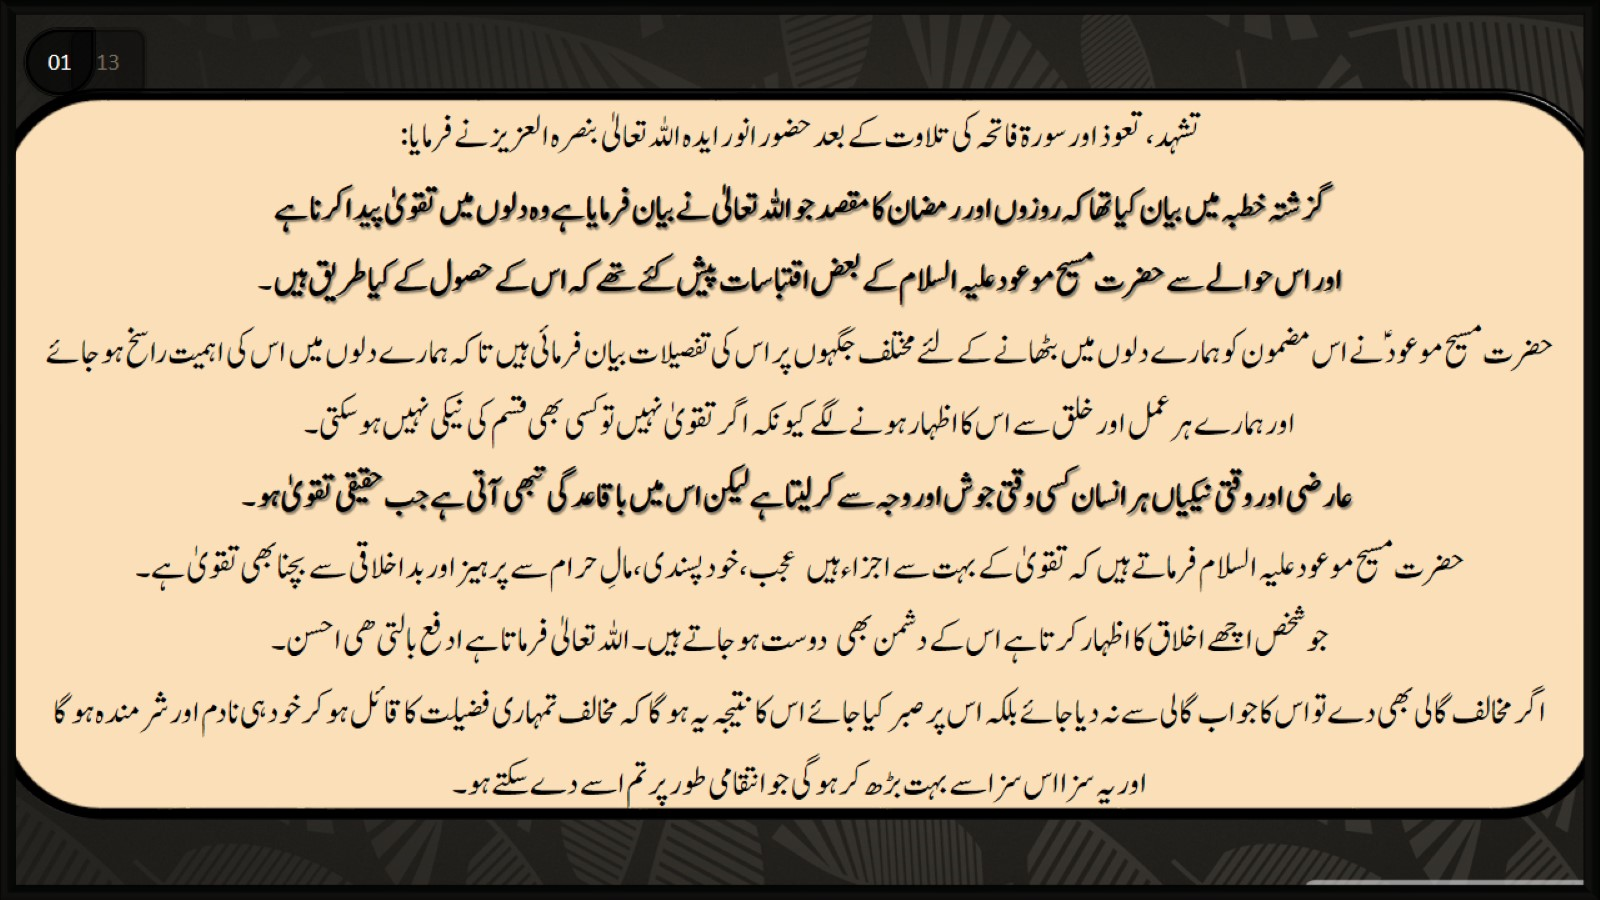 01 13
تشہد، تعوذ اور سورۃ فاتحہ کی تلاوت کے بعد حضور انور ایدہ اللہ تعالیٰ بنصرہ العزیز نے فرمایا:
گزشتہ خطبہ میں بیان کیا تھا کہ روزوں اور رمضان کا مقصد جو اللہ تعالیٰ نے بیان فرمایا ہے وہ دلوں میں تقویٰ پیدا کرنا ہے
اور اس حوالے سے حضرت مسیح موعود علیہ السلام کے بعض اقتباسات پیش کئے تھے کہ اس کے حصول کے کیا طریق ہیں۔
حضرت مسیح موعودؑ نے اس مضمون کو ہمارے دلوں میں بٹھانے کے لئے مختلف جگہوں پر اس کی تفصیلات بیان فرمائی ہیں تا کہ ہمارے دلوں میں اس کی اہمیت راسخ ہو جائے
اور ہمارے ہر عمل اور خلق سے اس کا اظہار ہونے لگے کیونکہ اگر تقویٰ نہیں تو کسی بھی قسم کی نیکی نہیں ہو سکتی۔
عارضی اور وقتی نیکیاں ہر انسان کسی وقتی جوش اور وجہ سے کر لیتا ہے لیکن اس میں باقاعدگی تبھی آتی ہے جب حقیقی تقویٰ ہو۔
حضرت مسیح موعود علیہ السلام فرماتے ہیں کہ تقویٰ کے بہت سے اجزاء ہیں عجب، خود پسندی، مالِ حرام سے پرہیز اور بد اخلاقی سے بچنا بھی تقویٰ ہے۔
جو شخص اچھے اخلاق کا اظہار کرتا ہے اس کے دشمن بھی دوست ہو جاتے ہیں۔ اللہ تعالیٰ فرماتا ہے ادفع بالتی ھی احسن۔
اگر مخالف گالی بھی دے تو اس کا جواب گالی سے نہ دیا جائے بلکہ اس پر صبر کیا جائے اس کا نتیجہ یہ ہو گا کہ مخالف تمہاری فضیلت کا قائل ہو کر خود ہی نادم اور شرمندہ ہو گا
اور یہ سزا اس سزا سے بہت بڑھ کر ہو گی جو انتقامی طور پر تم اسے دے سکتے ہو۔